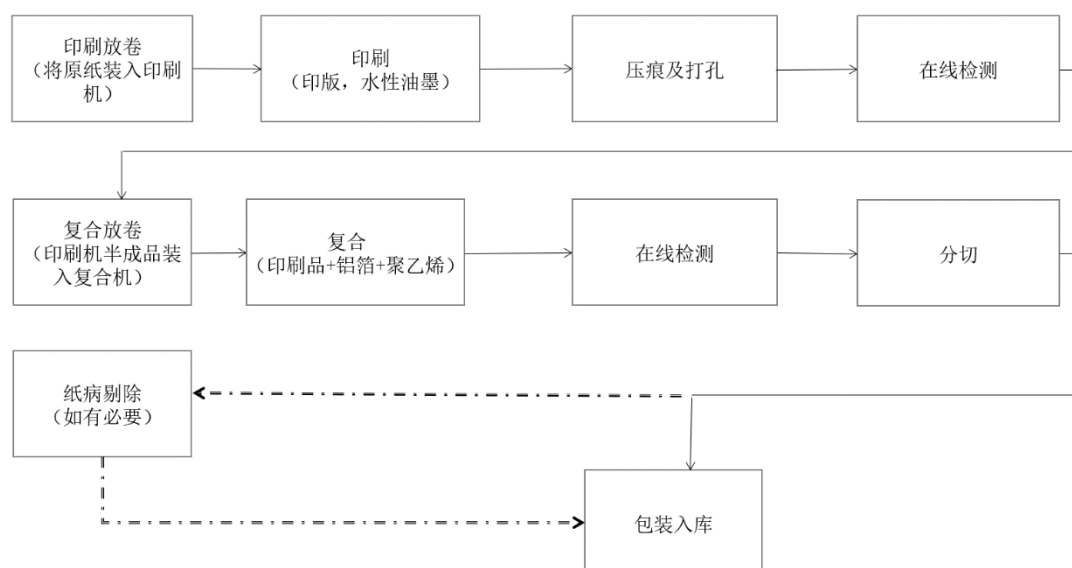 印刷放卷
（将原纸装入印刷
机）
印刷
（印版，水性油墨）
压痕及打孔
在线检测
复合放卷
（印刷机半成品装
入复合机）
复合
（印刷品+铝箔+聚乙烯）
在线检测
分切
纸病剔除
（如有必要）
包装入库